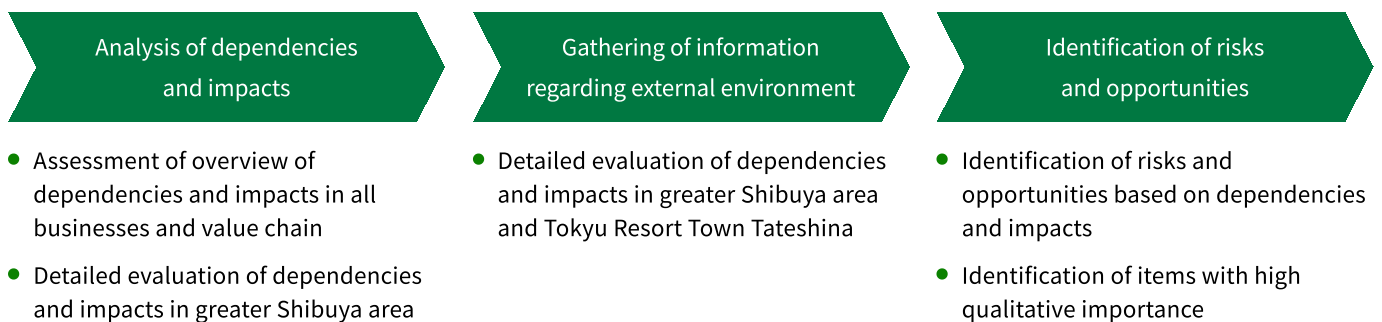 Analysis of dependencies
and impacts
Assessment of overview of
dependencies and impacts in all
businesses and value chain
Detailed evaluation of dependencies
and impacts in greater Shibuya area
Gathering of information
regarding external environment
Detailed evaluation of dependencies
and impacts in greater Shibuya area
and Tokyu Resort Town Tateshina
Identification of risks
and opportunities
Identification of risks and
opportunities based on dependencies
and impacts
Identification of items with high
qualitative importance